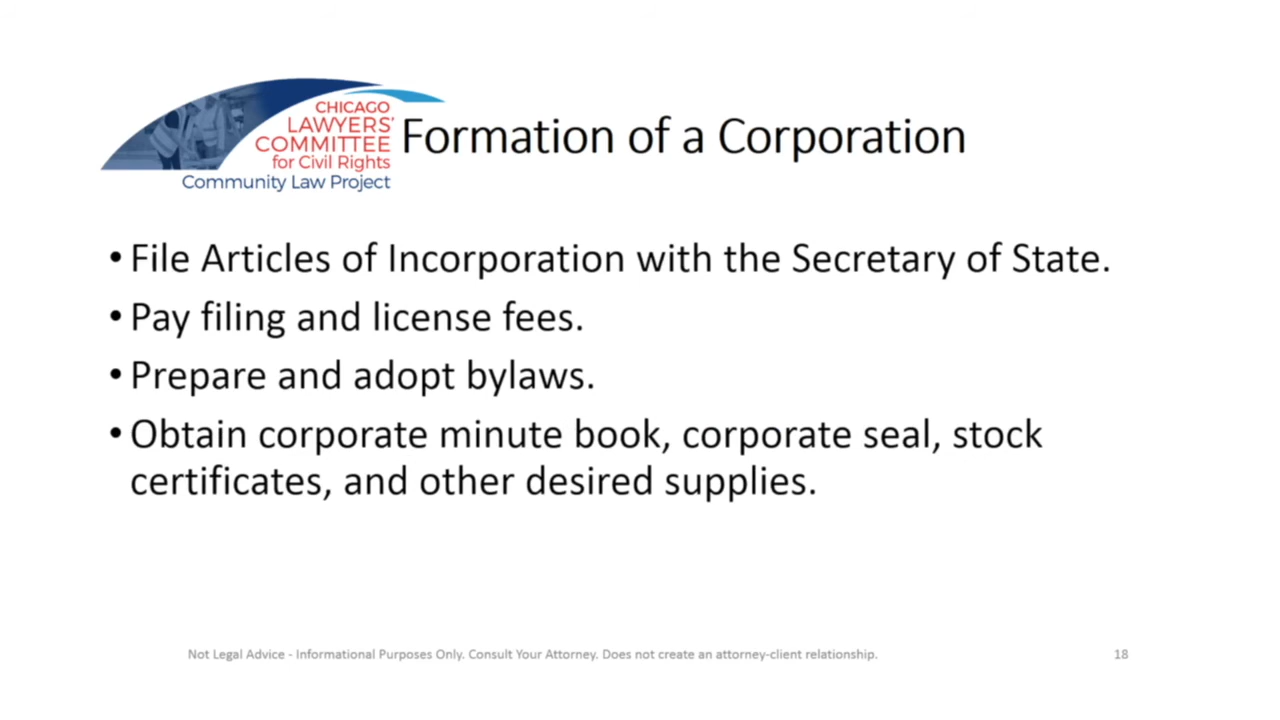 CHICAGO
LAWYERS'
COMMITTEE
for Civil Rights
Community Law Project
Formation of a Corporation
• File Articles of Incorporation with the Secretary of State.
• Pay filing and license fees.
• Prepare and adopt bylaws.
• Obtain corporate minute book, corporate seal, stock
certificates, and other desired supplies.
Not Legal Advice - Informational Purposes Only. Consult Your Attorney. Does not create an attorney-client relationship.
18